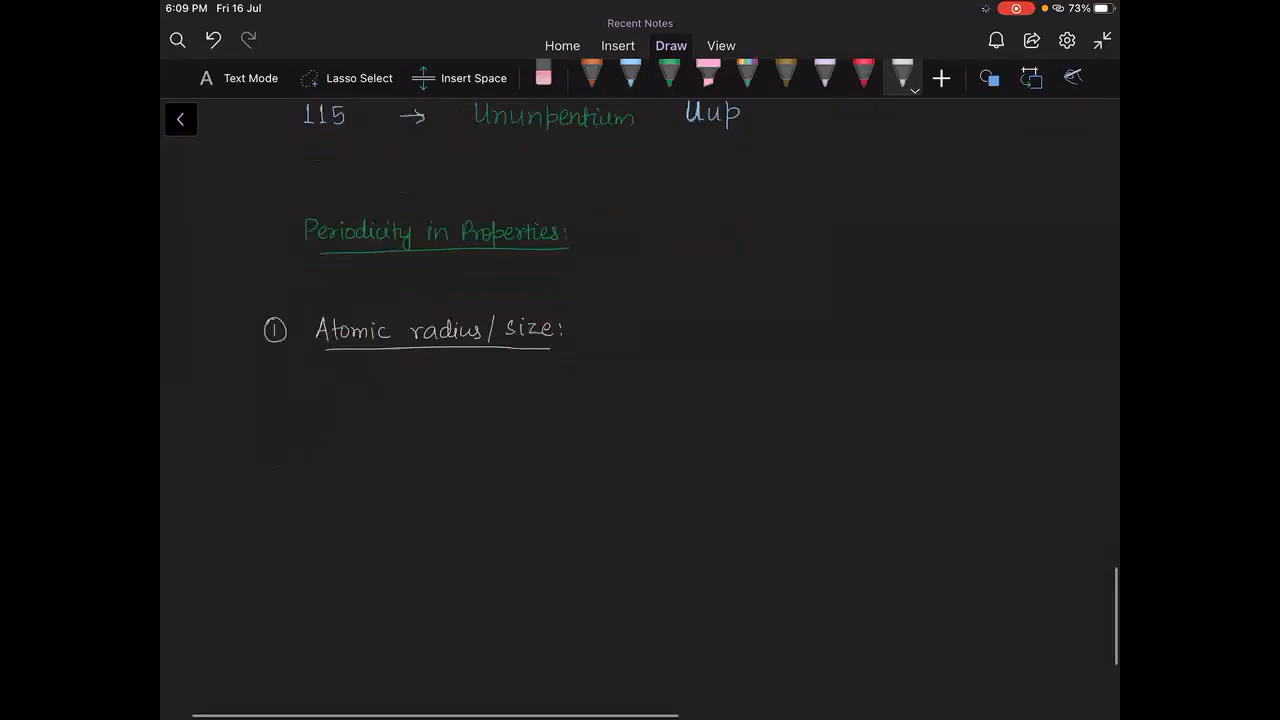 6:09 PM Fri 16 Jul
73%
Recent Notes
Home Insert Draw View
A Text Mode Lasso Select Insert Space
115 → Ununpentium Uup
Periodicity in Properties:
① Atomic radius/size: